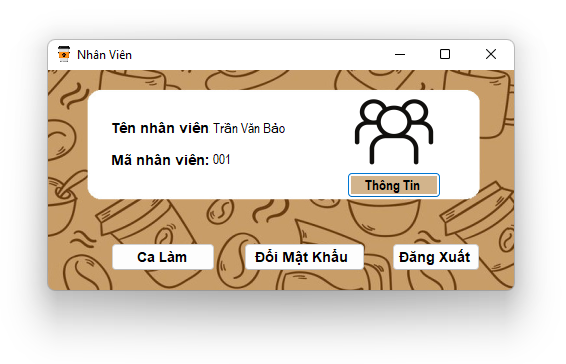 Nhân Viên
Tên nhân viên Trần Văn Bảo
Mã nhân viên: 001
Thông Tin
Ca Làm Đổi Mật Khẩu Đăng Xuất